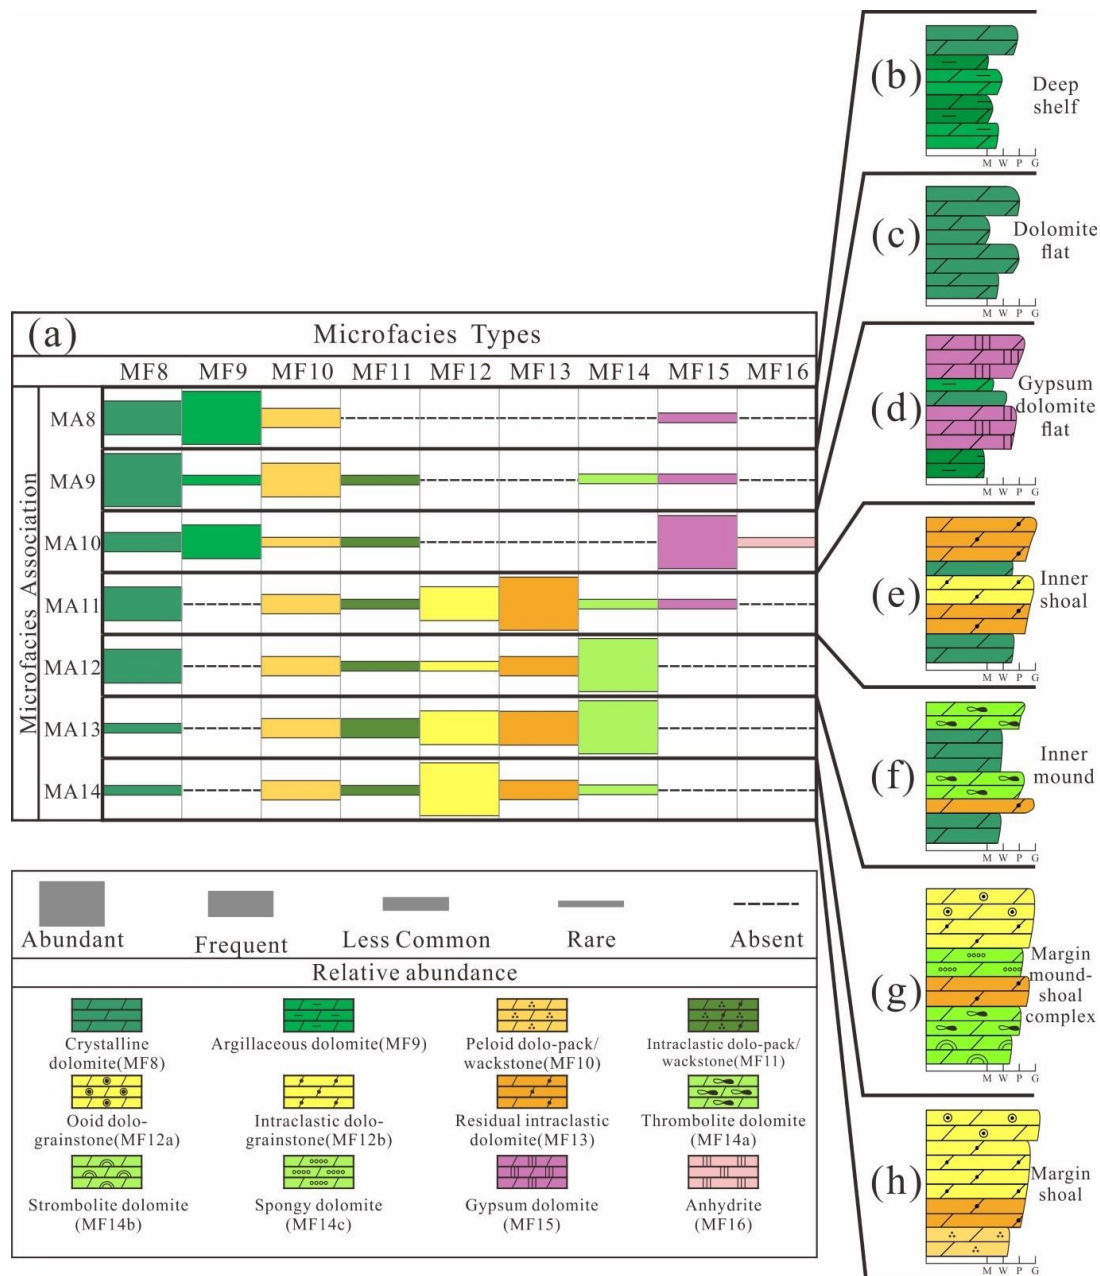 (a)
Microfacies Types
MF8 MF9 MF10 MF11 MF12 MF13 MF14 MF15 MF16
Microfacies Association
MA8
MA9
MA10
MA11
MA12
MA13
MA14
Abundant
Frequent
Less Common
Rare
Absent
Relative abundance
Crystalline
dolomite(MF8)
Argillaceous dolomite(MF9)
Peloid dolo-pack/
wackstone(MF10)
Intraclastic dolo-pack/
wackstone(MF11)
Ooid dolo-
grainstone(MF12a)
Intraclastic dolo-
grainstone(MF12b)
Residual intraclastic
dolomite(MF13)
Thrombolite dolomite
(MF14a)
Strombolite dolomite
(MF14b)
Spongy dolomite
(MF14c)
Gypsum dolomite
(MF15)
Anhydrite
(MF16)
(b)
Deep
shelf
M W P G
(c)
Dolomite
flat
M W P G
(d)
Gypsum
dolomite
flat
M W P G
(e)
Inner
shoal
M W P G
(f)
Inner
mound
M W P G
(g)
Margin
mound-
shoal
complex
M W P G
(h)
Margin
shoal
M W P G